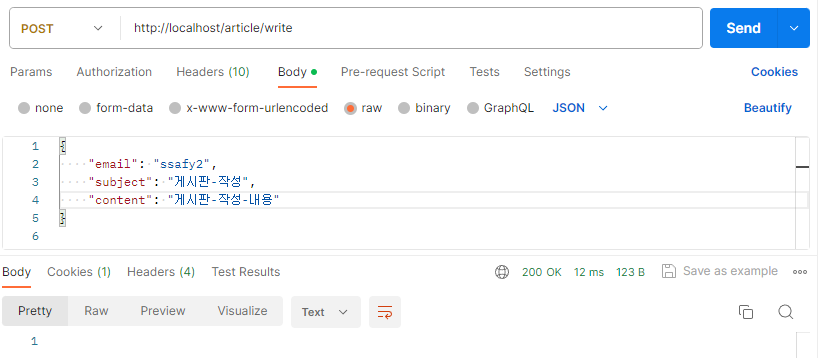 POST http://localhost/article/write Send
Params Authorization Headers (10) Body Pre-request Script Tests Settings Cookies
none form-data x-www-form-urlencoded raw binary GraphQL JSON Beautify
1 {
2 "email": "ssafy2",
3 "subject": "게시판-작성",
4 "content": "게시판-작성-내용"
5 }
6
Body Cookies (1) Headers (4) Test Results 200 OK 12 ms 123 B Save as example
Pretty Raw Preview Visualize Text
1